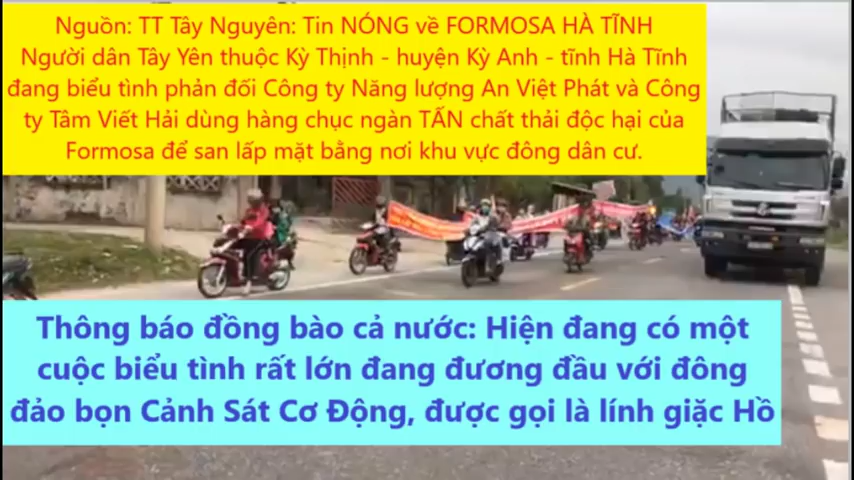 Nguồn: TT Tây Nguyên: Tin NÓNG về FORMOSA HÀ TĨNH
Người dân Tây Yên thuộc Kỳ Thịnh - huyện Kỳ Anh - tĩnh Hà Tĩnh
đang biểu tình phản đối Công ty Năng lượng An Việt Phát và Công
ty Tâm Viết Hải dùng hàng chục ngàn TẤN chất thải độc hại của
Formosa để san lấp mặt bằng nơi khu vực đông dân cư.
Thông báo đồng bào cả nước: Hiện đang có một
cuộc biểu tình rất lớn đang đương đầu với đông
đảo bọn Cảnh Sát Cơ Động, được gọi là lính giặc Hồ